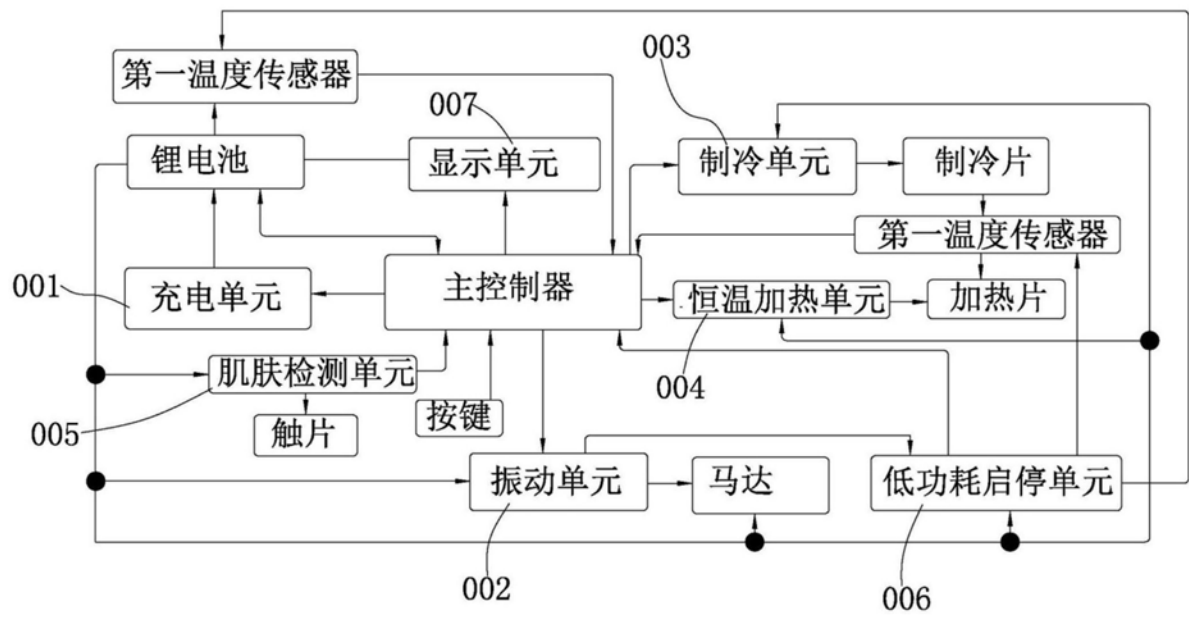 003
第一温度传感器
007
锂电池
显示单元
制冷单元
制冷片
第一温度传感器
001
充电单元
主控制器
恒温加热单元
加热片
肌肤检测单元
004
按键
005
触片
振动单元
马达
低功耗启停单元
002
006